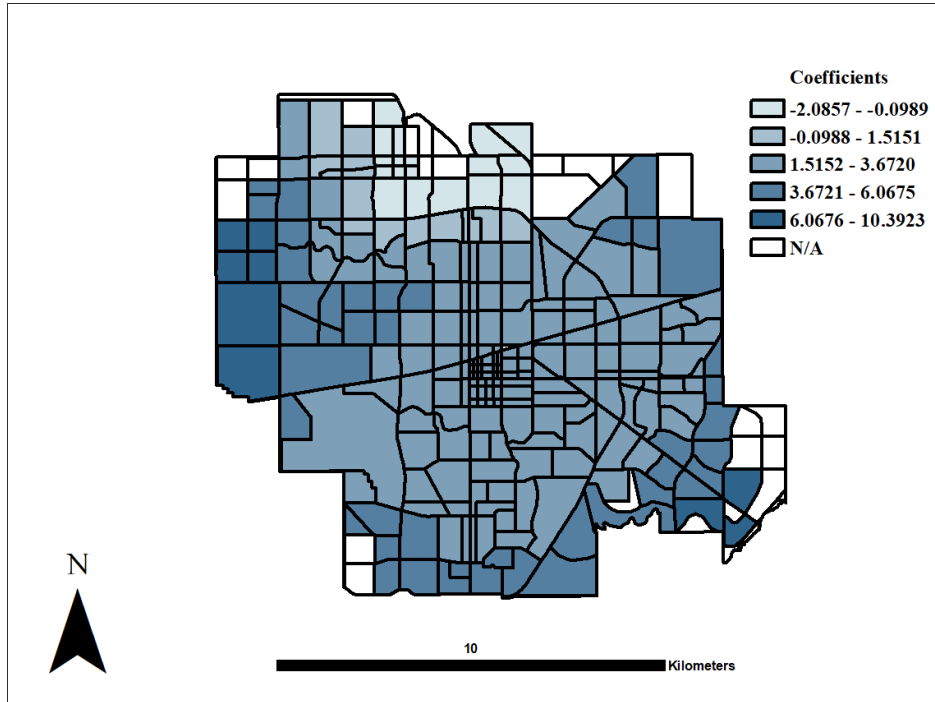 Coefficients
-2.0857 - -0.0989
-0.0988 - 1.5151
1.5152 - 3.6720
3.6721 - 6.0675
6.0676 - 10.3923
N/A
N
10
Kilometers